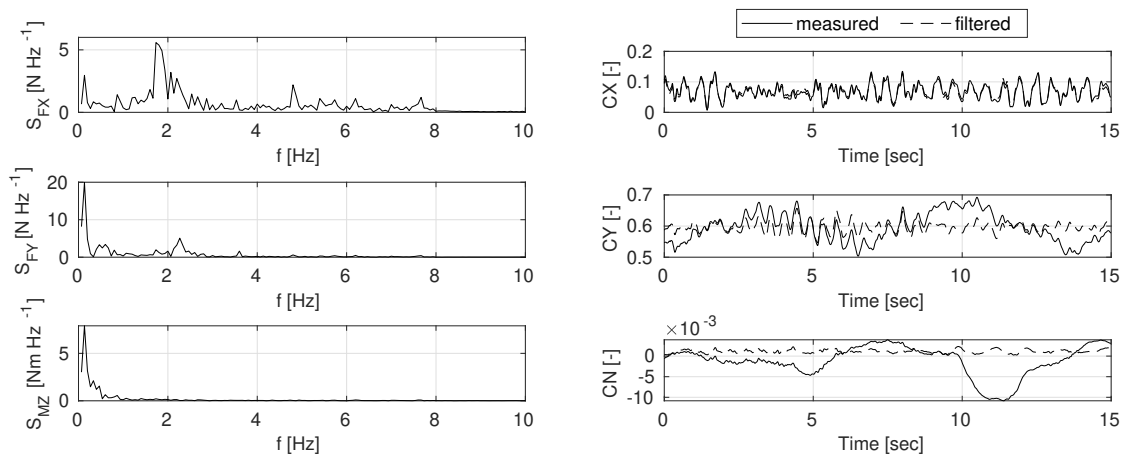 measured filtered
S_FX [N Hz^-1]
5
0
0 2 4 6 8 10
f [Hz]
CX [-]
0.2
0.1
0
0 5 10 15
Time [sec]
S_FY [N Hz^-1]
20
10
0
0 2 4 6 8 10
f [Hz]
CY [-]
0.7
0.6
0.5
0 5 10 15
Time [sec]
S_MZ [Nm Hz^-1]
5
0
0 2 4 6 8 10
f [Hz]
CN [-]
×10^-3
0
-5
-10
0 5 10 15
Time [sec]